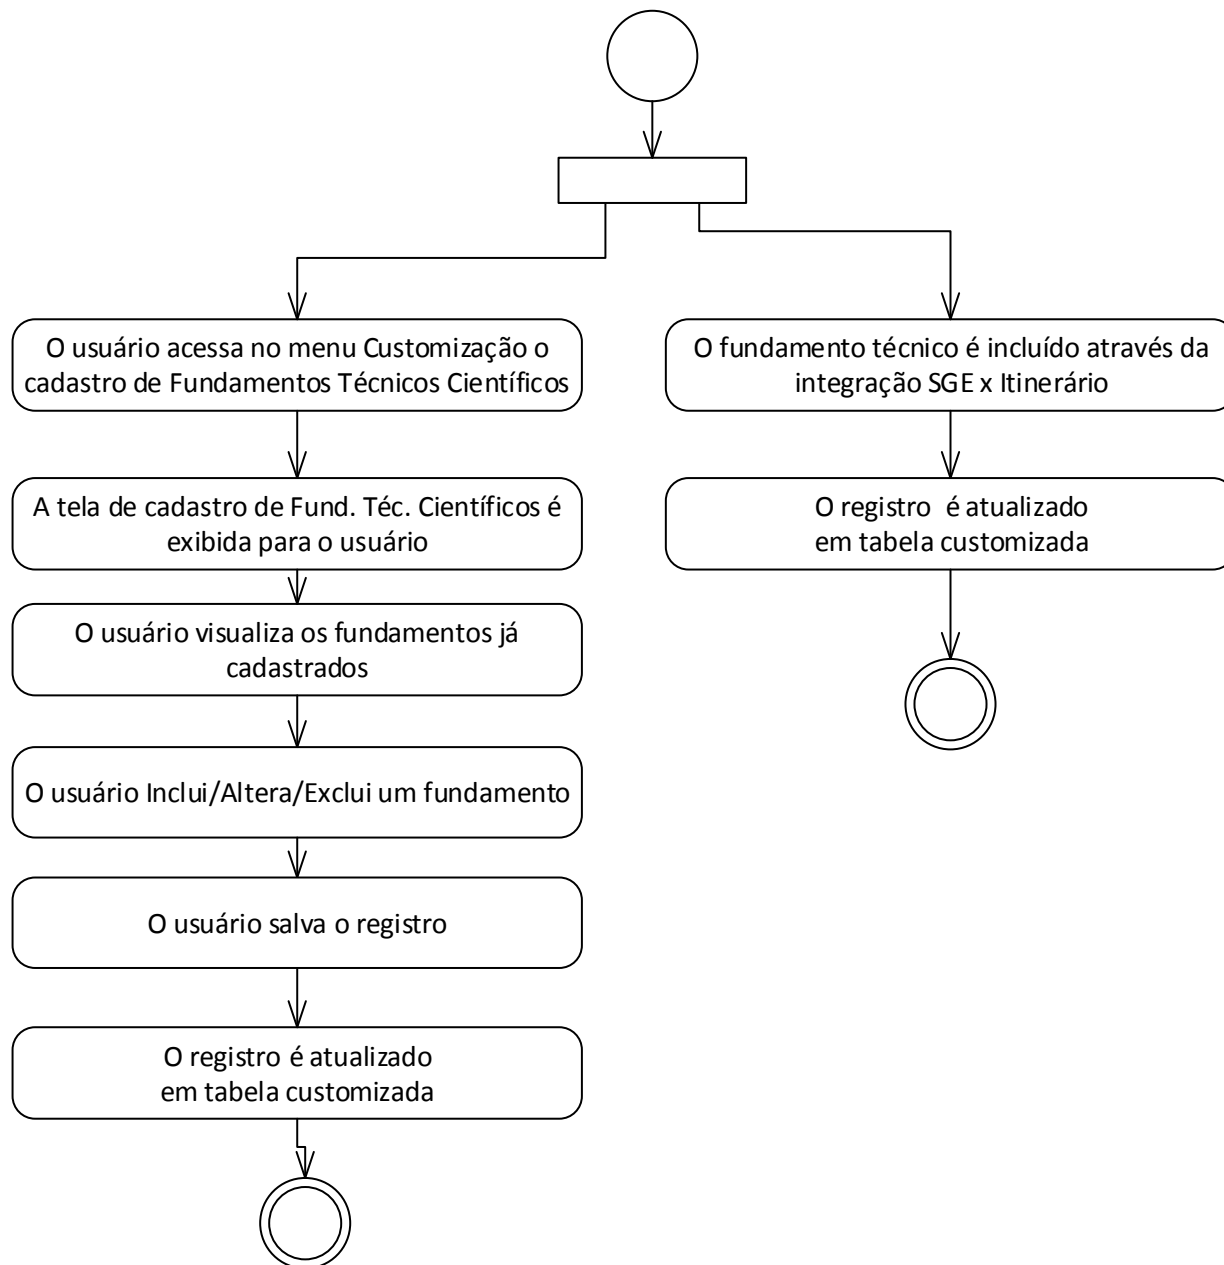 O usuário acessa no menu Customização o
cadastro de Fundamentos Técnicos Científicos
A tela de cadastro de Fund. Téc. Científicos é
exibida para o usuário
O usuário visualiza os fundamentos já
cadastrados
O usuário Inclui/Altera/Exclui um fundamento
O usuário salva o registro
O registro é atualizado
em tabela customizada
O fundamento técnico é incluído através da
integração SGE x Itinerário
O registro  é atualizado
em tabela customizada